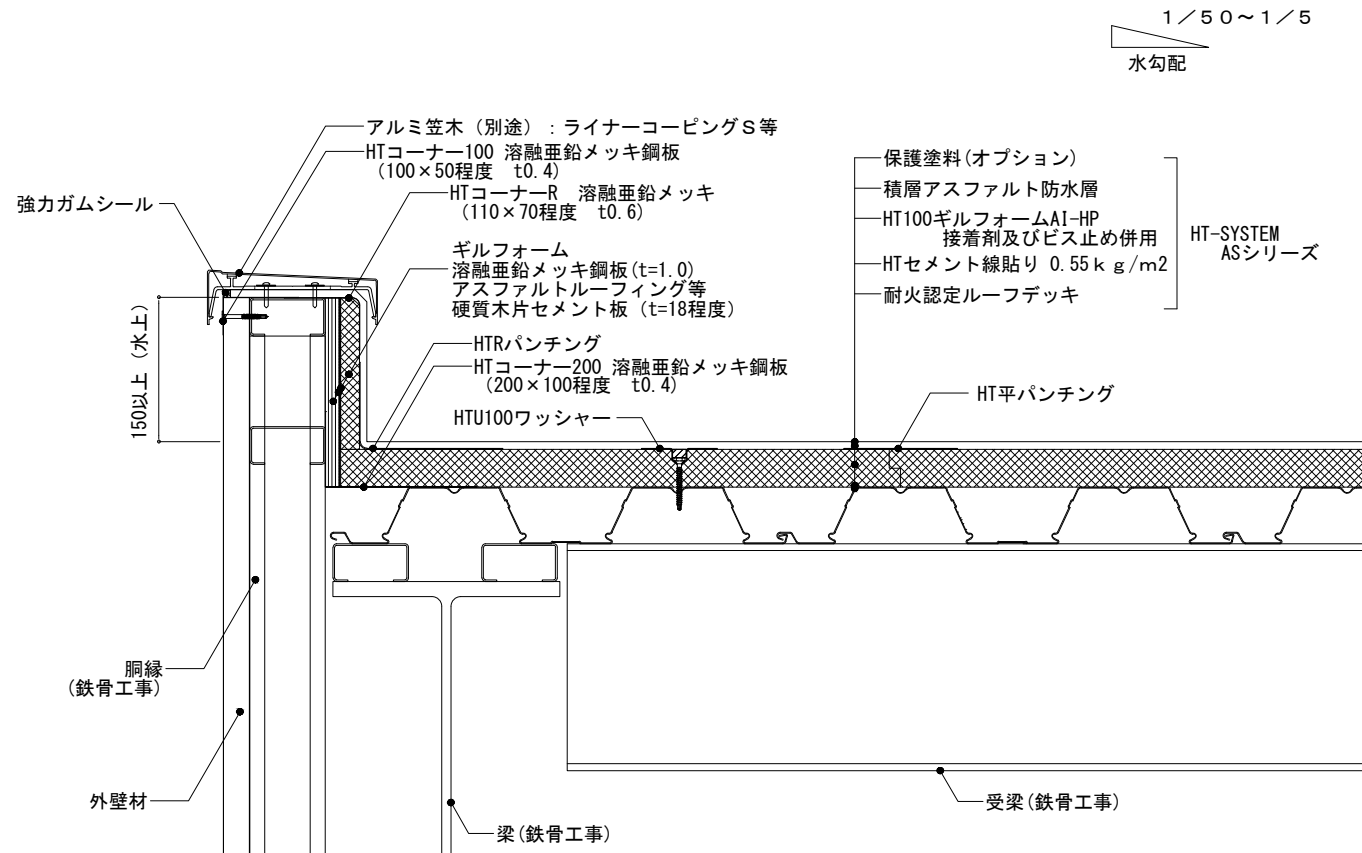 1/50~1/5
水勾配
アルミ笠木（別途）：ライナーコーピングS等
HTコーナー100 溶融亜鉛メッキ鋼板
(100×50程度 t0.4)
HTコーナーR 溶融亜鉛メッキ
(110×70程度 t0.6)
強力ガムシール
ギルフォーム
溶融亜鉛メッキ鋼板(t=1.0)
アスファルトルーフィング等
硬質木片セメント板（t=18程度）
HTRパンチング
HTコーナー200 溶融亜鉛メッキ鋼板
(200×100程度 t0.4)
HTU100ワッシャー
150以上（水上）
保護塗料(オプション)
積層アスファルト防水層
HT100ギルフォームAI-HP
接着剤及びビス止め併用
HTセメント線貼り 0.55kg/m2
耐火認定ルーフデッキ
HT-SYSTEM
ASシリーズ
HT平パンチング
胴縁
(鉄骨工事)
外壁材
梁(鉄骨工事)
受梁(鉄骨工事)